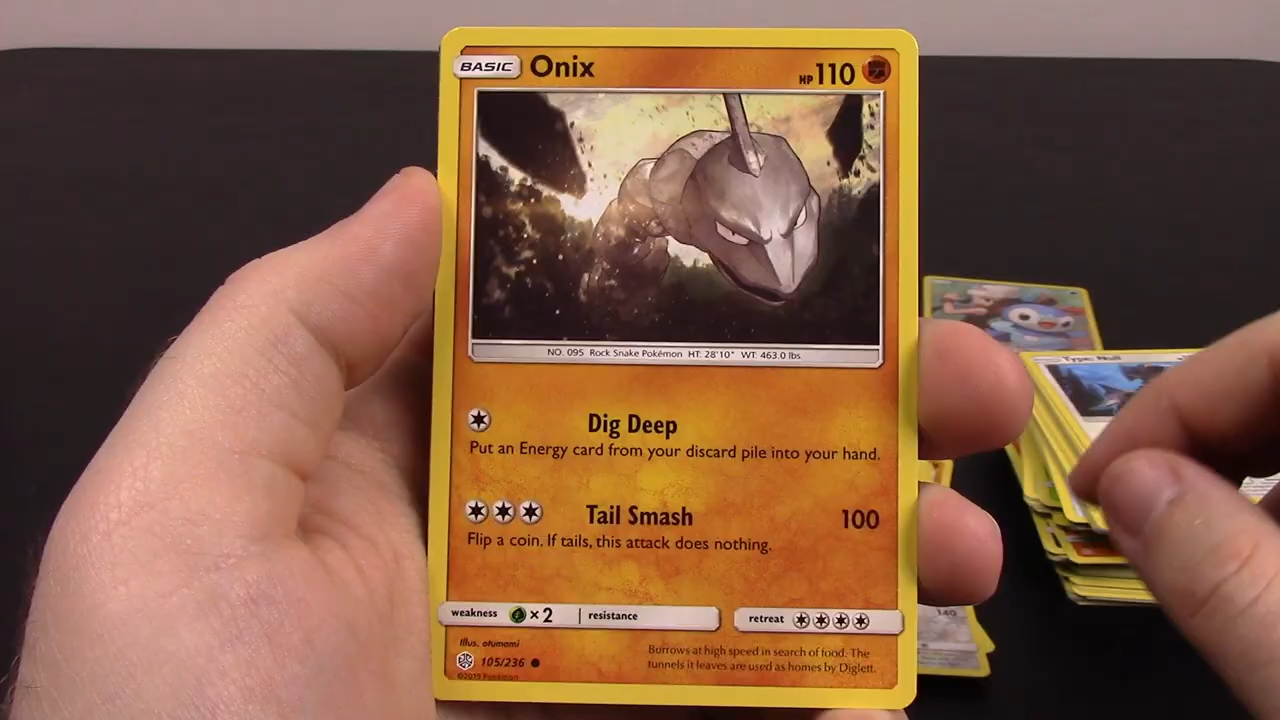 BASIC Onix HP 110
NO. 095 Rock Snake Pokémon HT: 28'10" WT: 463.0 lbs.
Dig Deep
Put an Energy card from your discard pile into your hand.
Tail Smash 100
Flip a coin. If tails, this attack does nothing.
weakness ×2 resistance retreat
Illus. otumami
105/236
©2019 Pokémon
Burrows at high speed in search of food. The
tunnels it leaves are used as homes by Diglett.
Type: Null
140